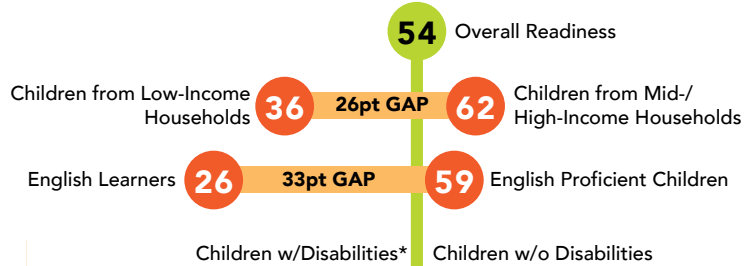 54 Overall Readiness
Children from Low-Income
Households
36
26pt GAP
62
Children from Mid-/
High-Income Households
English Learners 26 33pt GAP 59 English Proficient Children
Children w/Disabilities* Children w/o Disabilities